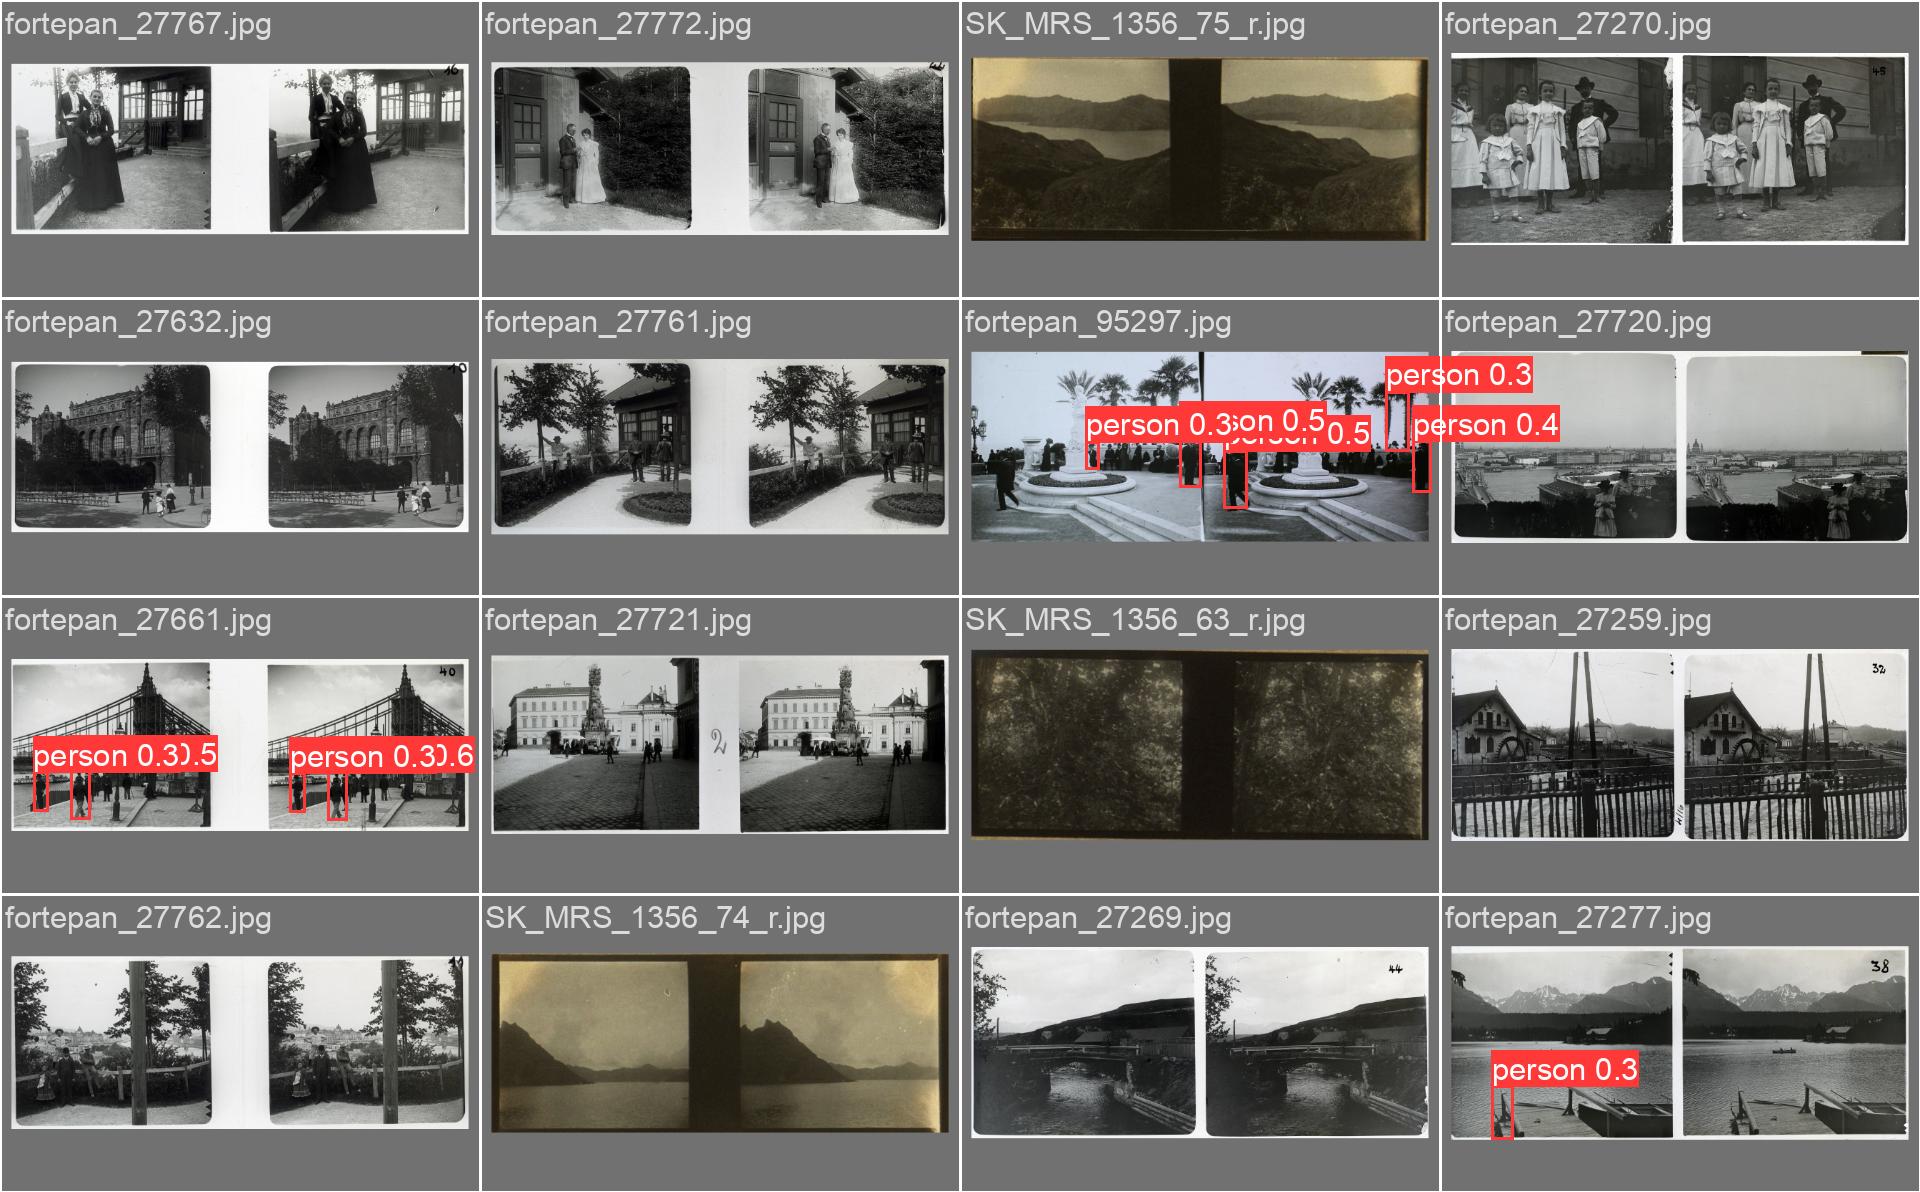 fortepan_27767.jpg
fortepan_27772.jpg
SK_MRS_1356_75_r.jpg
fortepan_27270.jpg
16
45
fortepan_27632.jpg
fortepan_27761.jpg
fortepan_95297.jpg
fortepan_27720.jpg
person 0.3
person 0.3
son 0.5
person 0.5
person 0.4
fortepan_27661.jpg
fortepan_27721.jpg
SK_MRS_1356_63_r.jpg
fortepan_27259.jpg
40
2
32
person 0.3
0.5
person 0.3
0.6
fortepan_27762.jpg
SK_MRS_1356_74_r.jpg
fortepan_27269.jpg
fortepan_27277.jpg
44
38
person 0.3